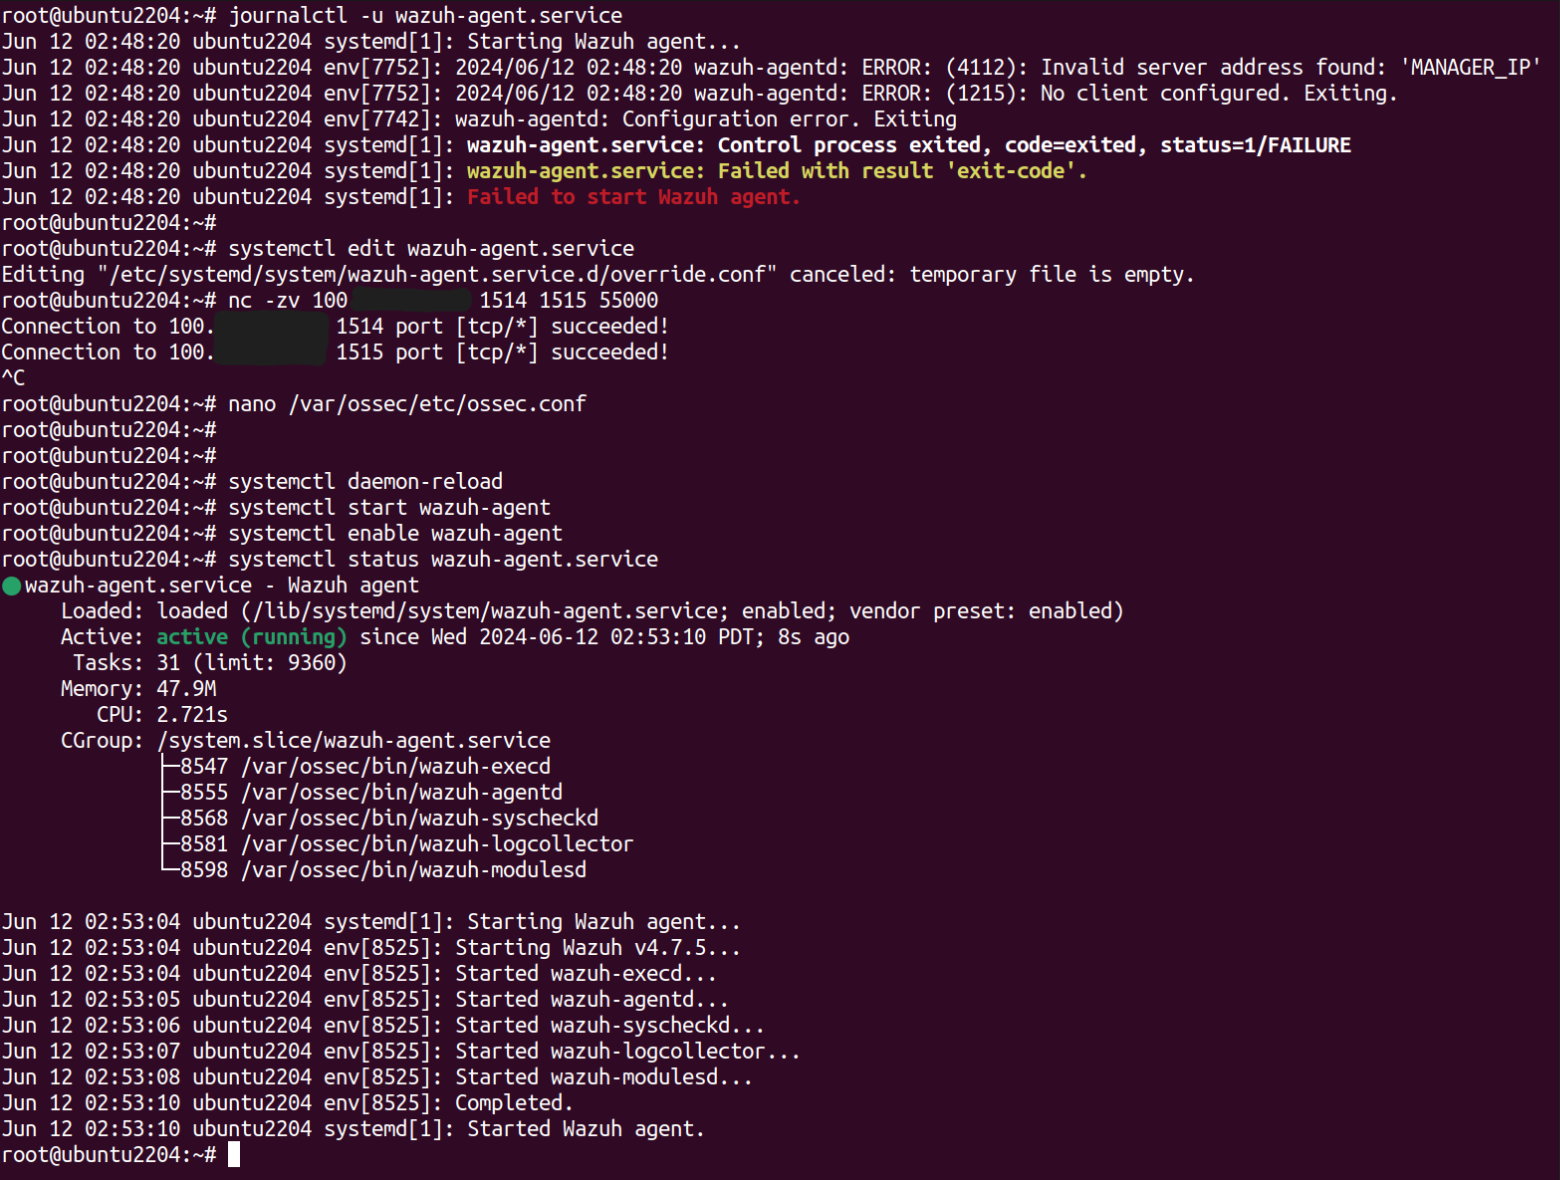 root@ubuntu2204:~# journalctl -u wazuh-agent.service
Jun 12 02:48:20 ubuntu2204 systemd[1]: Starting Wazuh agent...
Jun 12 02:48:20 ubuntu2204 env[7752]: 2024/06/12 02:48:20 wazuh-agentd: ERROR: (4112): Invalid server address found: 'MANAGER_IP'
Jun 12 02:48:20 ubuntu2204 env[7752]: 2024/06/12 02:48:20 wazuh-agentd: ERROR: (1215): No client configured. Exiting.
Jun 12 02:48:20 ubuntu2204 env[7742]: wazuh-agentd: Configuration error. Exiting
Jun 12 02:48:20 ubuntu2204 systemd[1]: wazuh-agent.service: Control process exited, code=exited, status=1/FAILURE
Jun 12 02:48:20 ubuntu2204 systemd[1]: wazuh-agent.service: Failed with result 'exit-code'.
Jun 12 02:48:20 ubuntu2204 systemd[1]: Failed to start Wazuh agent.
root@ubuntu2204:~#
root@ubuntu2204:~# systemctl edit wazuh-agent.service
Editing "/etc/systemd/system/wazuh-agent.service.d/override.conf" canceled: temporary file is empty.
root@ubuntu2204:~# nc -zv 100 1514 1515 55000
Connection to 100. 1514 port [tcp/*] succeeded!
Connection to 100. 1515 port [tcp/*] succeeded!
^C
root@ubuntu2204:~# nano /var/ossec/etc/ossec.conf
root@ubuntu2204:~#
root@ubuntu2204:~#
root@ubuntu2204:~# systemctl daemon-reload
root@ubuntu2204:~# systemctl start wazuh-agent
root@ubuntu2204:~# systemctl enable wazuh-agent
root@ubuntu2204:~# systemctl status wazuh-agent.service
● wazuh-agent.service - Wazuh agent
Loaded: loaded (/lib/systemd/system/wazuh-agent.service; enabled; vendor preset: enabled)
Active: active (running) since Wed 2024-06-12 02:53:10 PDT; 8s ago
Tasks: 31 (limit: 9360)
Memory: 47.9M
CPU: 2.721s
CGroup: /system.slice/wazuh-agent.service
├─8547 /var/ossec/bin/wazuh-execd
├─8555 /var/ossec/bin/wazuh-agentd
├─8568 /var/ossec/bin/wazuh-syscheckd
├─8581 /var/ossec/bin/wazuh-logcollector
└─8598 /var/ossec/bin/wazuh-modulesd
Jun 12 02:53:04 ubuntu2204 systemd[1]: Starting Wazuh agent...
Jun 12 02:53:04 ubuntu2204 env[8525]: Starting Wazuh v4.7.5...
Jun 12 02:53:04 ubuntu2204 env[8525]: Started wazuh-execd...
Jun 12 02:53:05 ubuntu2204 env[8525]: Started wazuh-agentd...
Jun 12 02:53:06 ubuntu2204 env[8525]: Started wazuh-syscheckd...
Jun 12 02:53:07 ubuntu2204 env[8525]: Started wazuh-logcollector...
Jun 12 02:53:08 ubuntu2204 env[8525]: Started wazuh-modulesd...
Jun 12 02:53:10 ubuntu2204 env[8525]: Completed.
Jun 12 02:53:10 ubuntu2204 systemd[1]: Started Wazuh agent.
root@ubuntu2204:~#